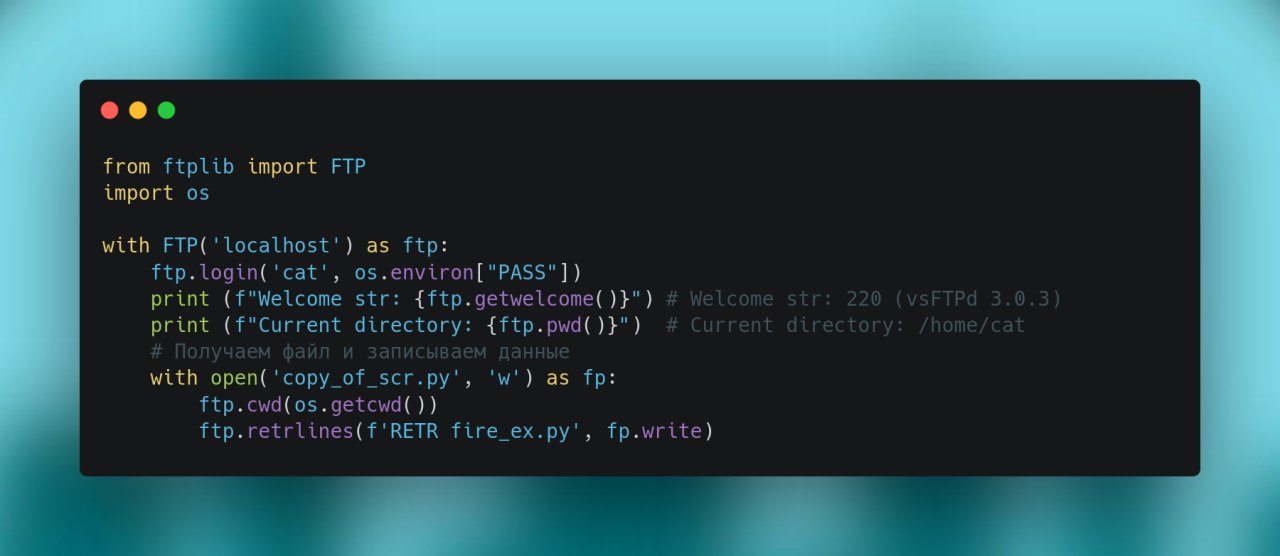 from ftplib import FTP
import os

with FTP('localhost') as ftp:
    ftp.login('cat', os.environ["PASS"])
    print (f"Welcome str: {ftp.getwelcome()}") # Welcome str: 220 (vsFTPd 3.0.3)
    print (f"Current directory: {ftp.pwd()}")  # Current directory: /home/cat
    # Получаем файл и записываем данные
    with open('copy_of_scr.py', 'w') as fp:
        ftp.cwd(os.getcwd())
        ftp.retrlines(f'RETR fire_ex.py', fp.write)